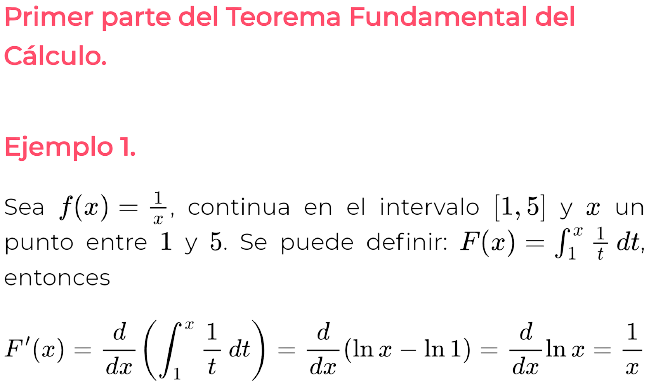 Primer parte del Teorema Fundamental del
Cálculo.
Ejemplo 1.
Sea $f(x) = \frac{1}{x}$, continua en el intervalo $[1, 5]$ y $x$ un
punto entre $1$ y $5$. Se puede definir: $F(x) = \int_1^x \frac{1}{t} \, dt$,
entonces
$F'(x) = \frac{d}{dx} \left( \int_1^x \frac{1}{t} \, dt \right) = \frac{d}{dx} (\ln x - \ln 1) = \frac{d}{dx} \ln x = \frac{1}{x}$